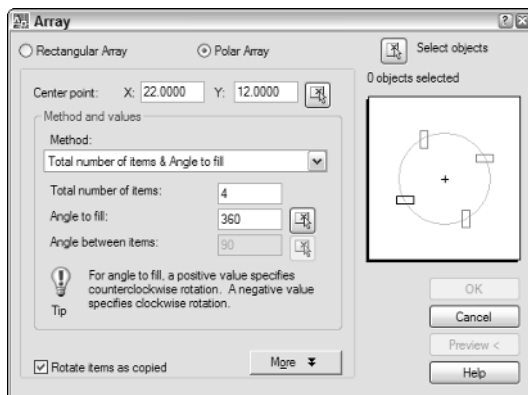 Array
Rectangular Array
Polar Array
Select objects
0 objects selected
Center point: X: 22.0000 Y: 12.0000
Method and values
Method:
Total number of items & Angle to fill
Total number of items: 4
Angle to fill: 360
Angle between items: 90
Tip
For angle to fill, a positive value specifies
counterclockwise rotation. A negative value
specifies clockwise rotation.
Rotate items as copied
More
OK
Cancel
Preview <
Help